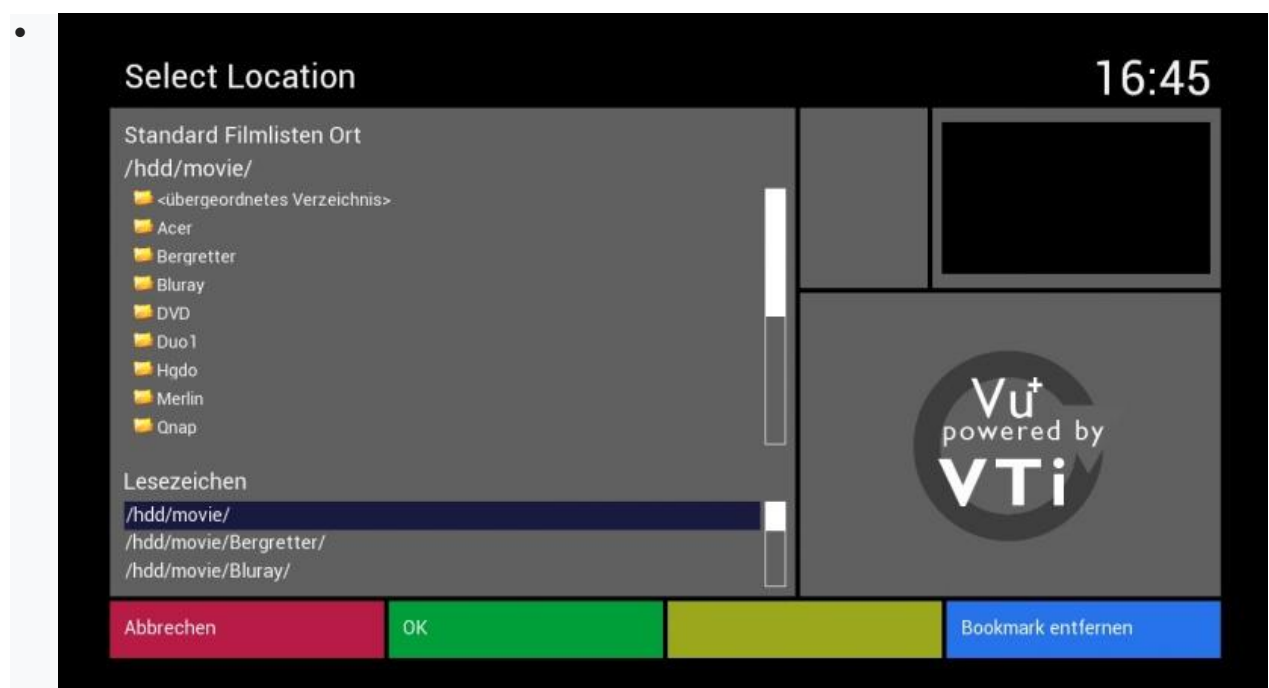 Select Location
16:45
Standard Filmlisten Ort
/hdd/movie/
<übergeordnetes Verzeichnis>
Acer
Bergretter
Bluray
DVD
Duo1
Hqdo
Merlin
Qnap
Lesezeichen
/hdd/movie/
/hdd/movie/Bergretter/
/hdd/movie/Bluray/
Vu+
powered by
VTi
Abbrechen
OK
Bookmark entfernen